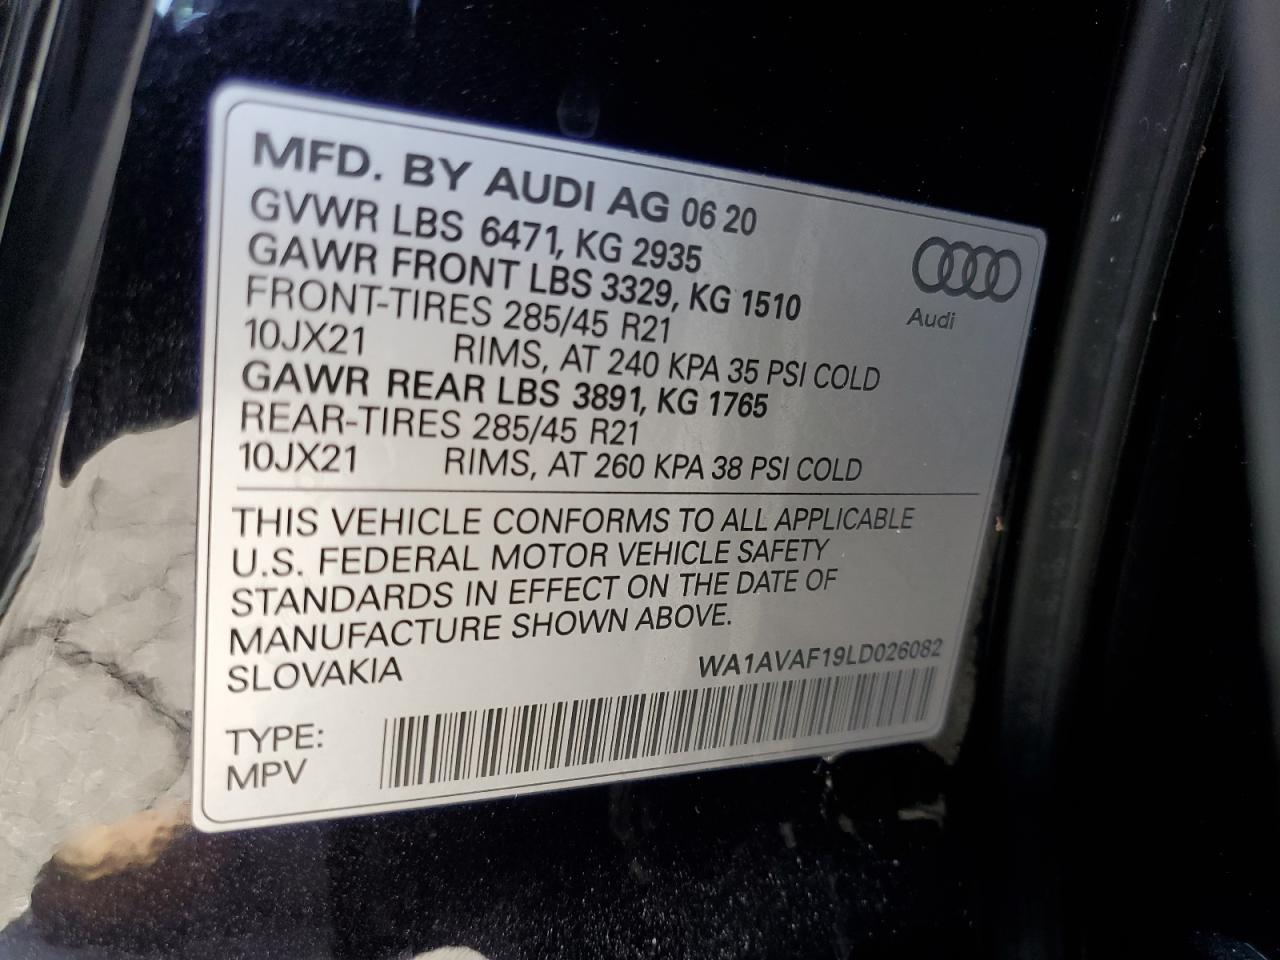 MFD. BY AUDI AG 06 20
GVWR LBS 6471, KG 2935
GAWR FRONT LBS 3329, KG 1510
FRONT-TIRES 285/45 R21
10JX21 RIMS, AT 240 KPA 35 PSI COLD
GAWR REAR LBS 3891, KG 1765
REAR-TIRES 285/45 R21
10JX21 RIMS, AT 260 KPA 38 PSI COLD
Audi
THIS VEHICLE CONFORMS TO ALL APPLICABLE
U.S. FEDERAL MOTOR VEHICLE SAFETY
STANDARDS IN EFFECT ON THE DATE OF
MANUFACTURE SHOWN ABOVE.
SLOVAKIA WA1AVAF19LD026082
TYPE:
MPV